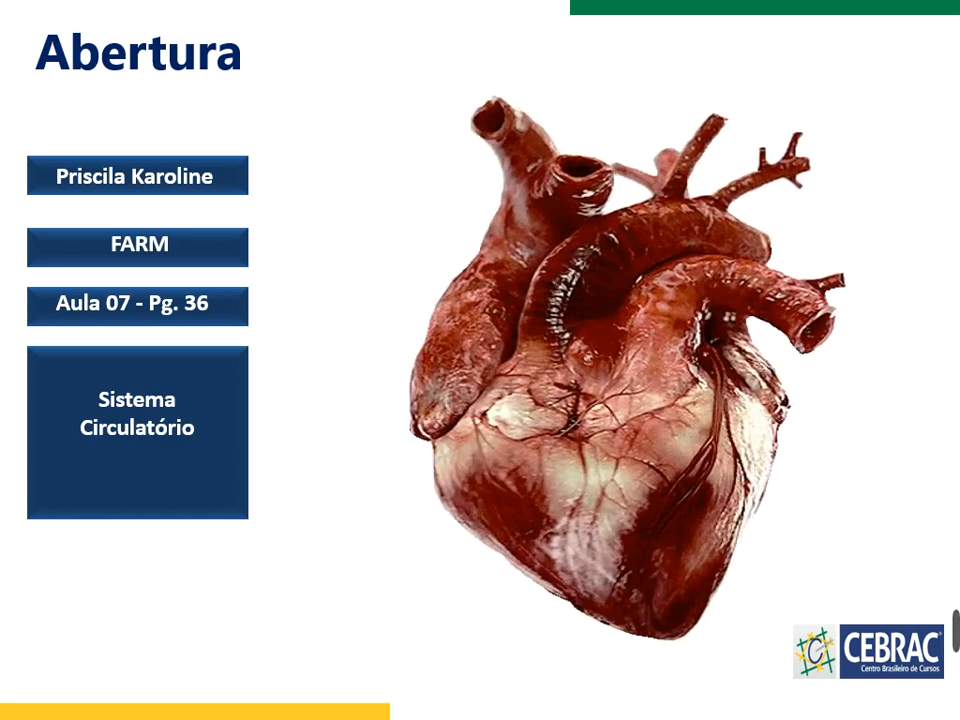 Abertura
Priscila Karoline
FARM
Aula 07 - Pg. 36
Sistema
Circulatório
CEBRAC
Centro Brasileiro de Cursos